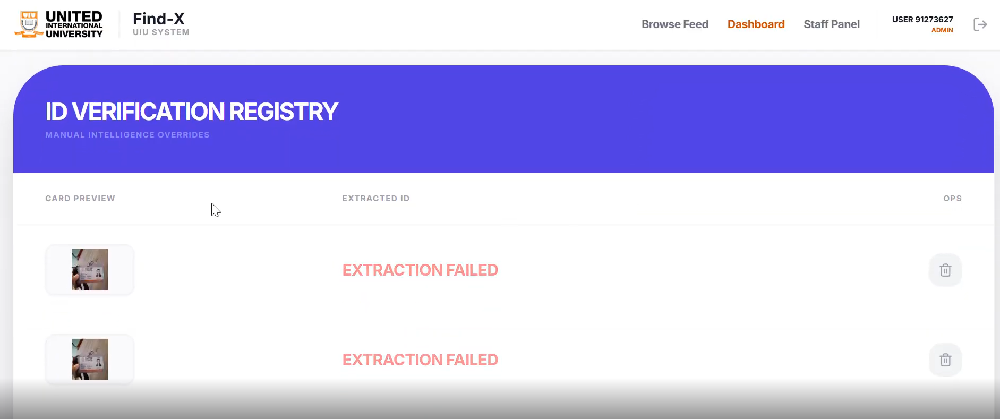 UNITED
INTERNATIONAL
UNIVERSITY
Find-X
UIU SYSTEM
Browse Feed
Dashboard
Staff Panel
USER 91273627
ADMIN
ID VERIFICATION REGISTRY
MANUAL INTELLIGENCE OVERRIDES
CARD PREVIEW
EXTRACTED ID
OPS
EXTRACTION FAILED
EXTRACTION FAILED